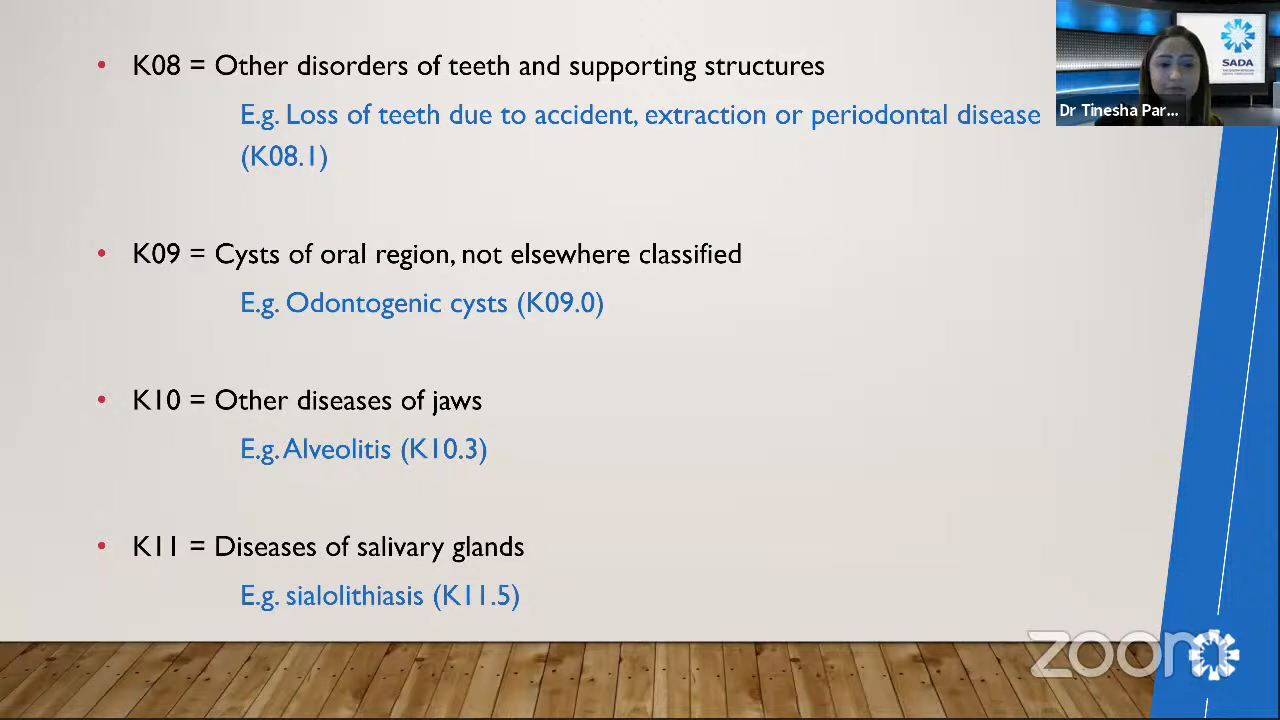 K08 = Other disorders of teeth and supporting structures
E.g. Loss of teeth due to accident, extraction or periodontal disease
(K08.1)
K09 = Cysts of oral region, not elsewhere classified
E.g. Odontogenic cysts (K09.0)
K10 = Other diseases of jaws
E.g. Alveolitis (K10.3)
K11 = Diseases of salivary glands
E.g. sialolithiasis (K11.5)
SADA
Dr Tinesha Par...
zoom